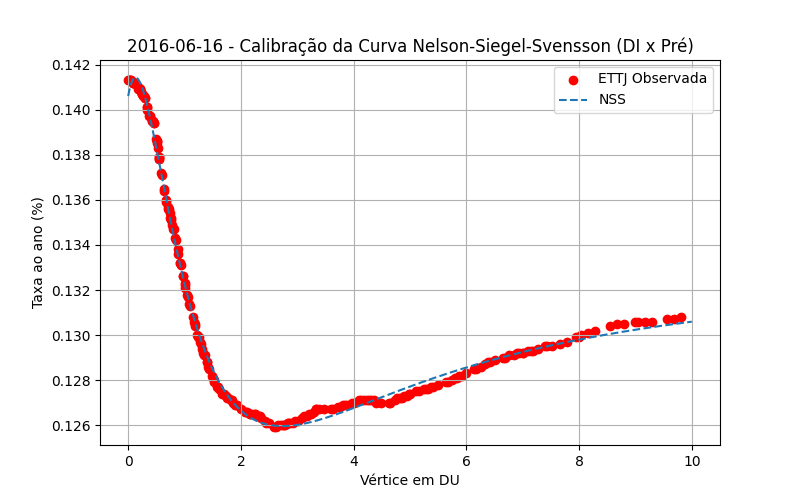 2016-06-16 - Calibração da Curva Nelson-Siegel-Svensson (DI x Pré)
ETTJ Observada
NSS
Taxa ao ano (%)
0.142
0.140
0.138
0.136
0.134
0.132
0.130
0.128
0.126
0 2 4 6 8 10
Vértice em DU